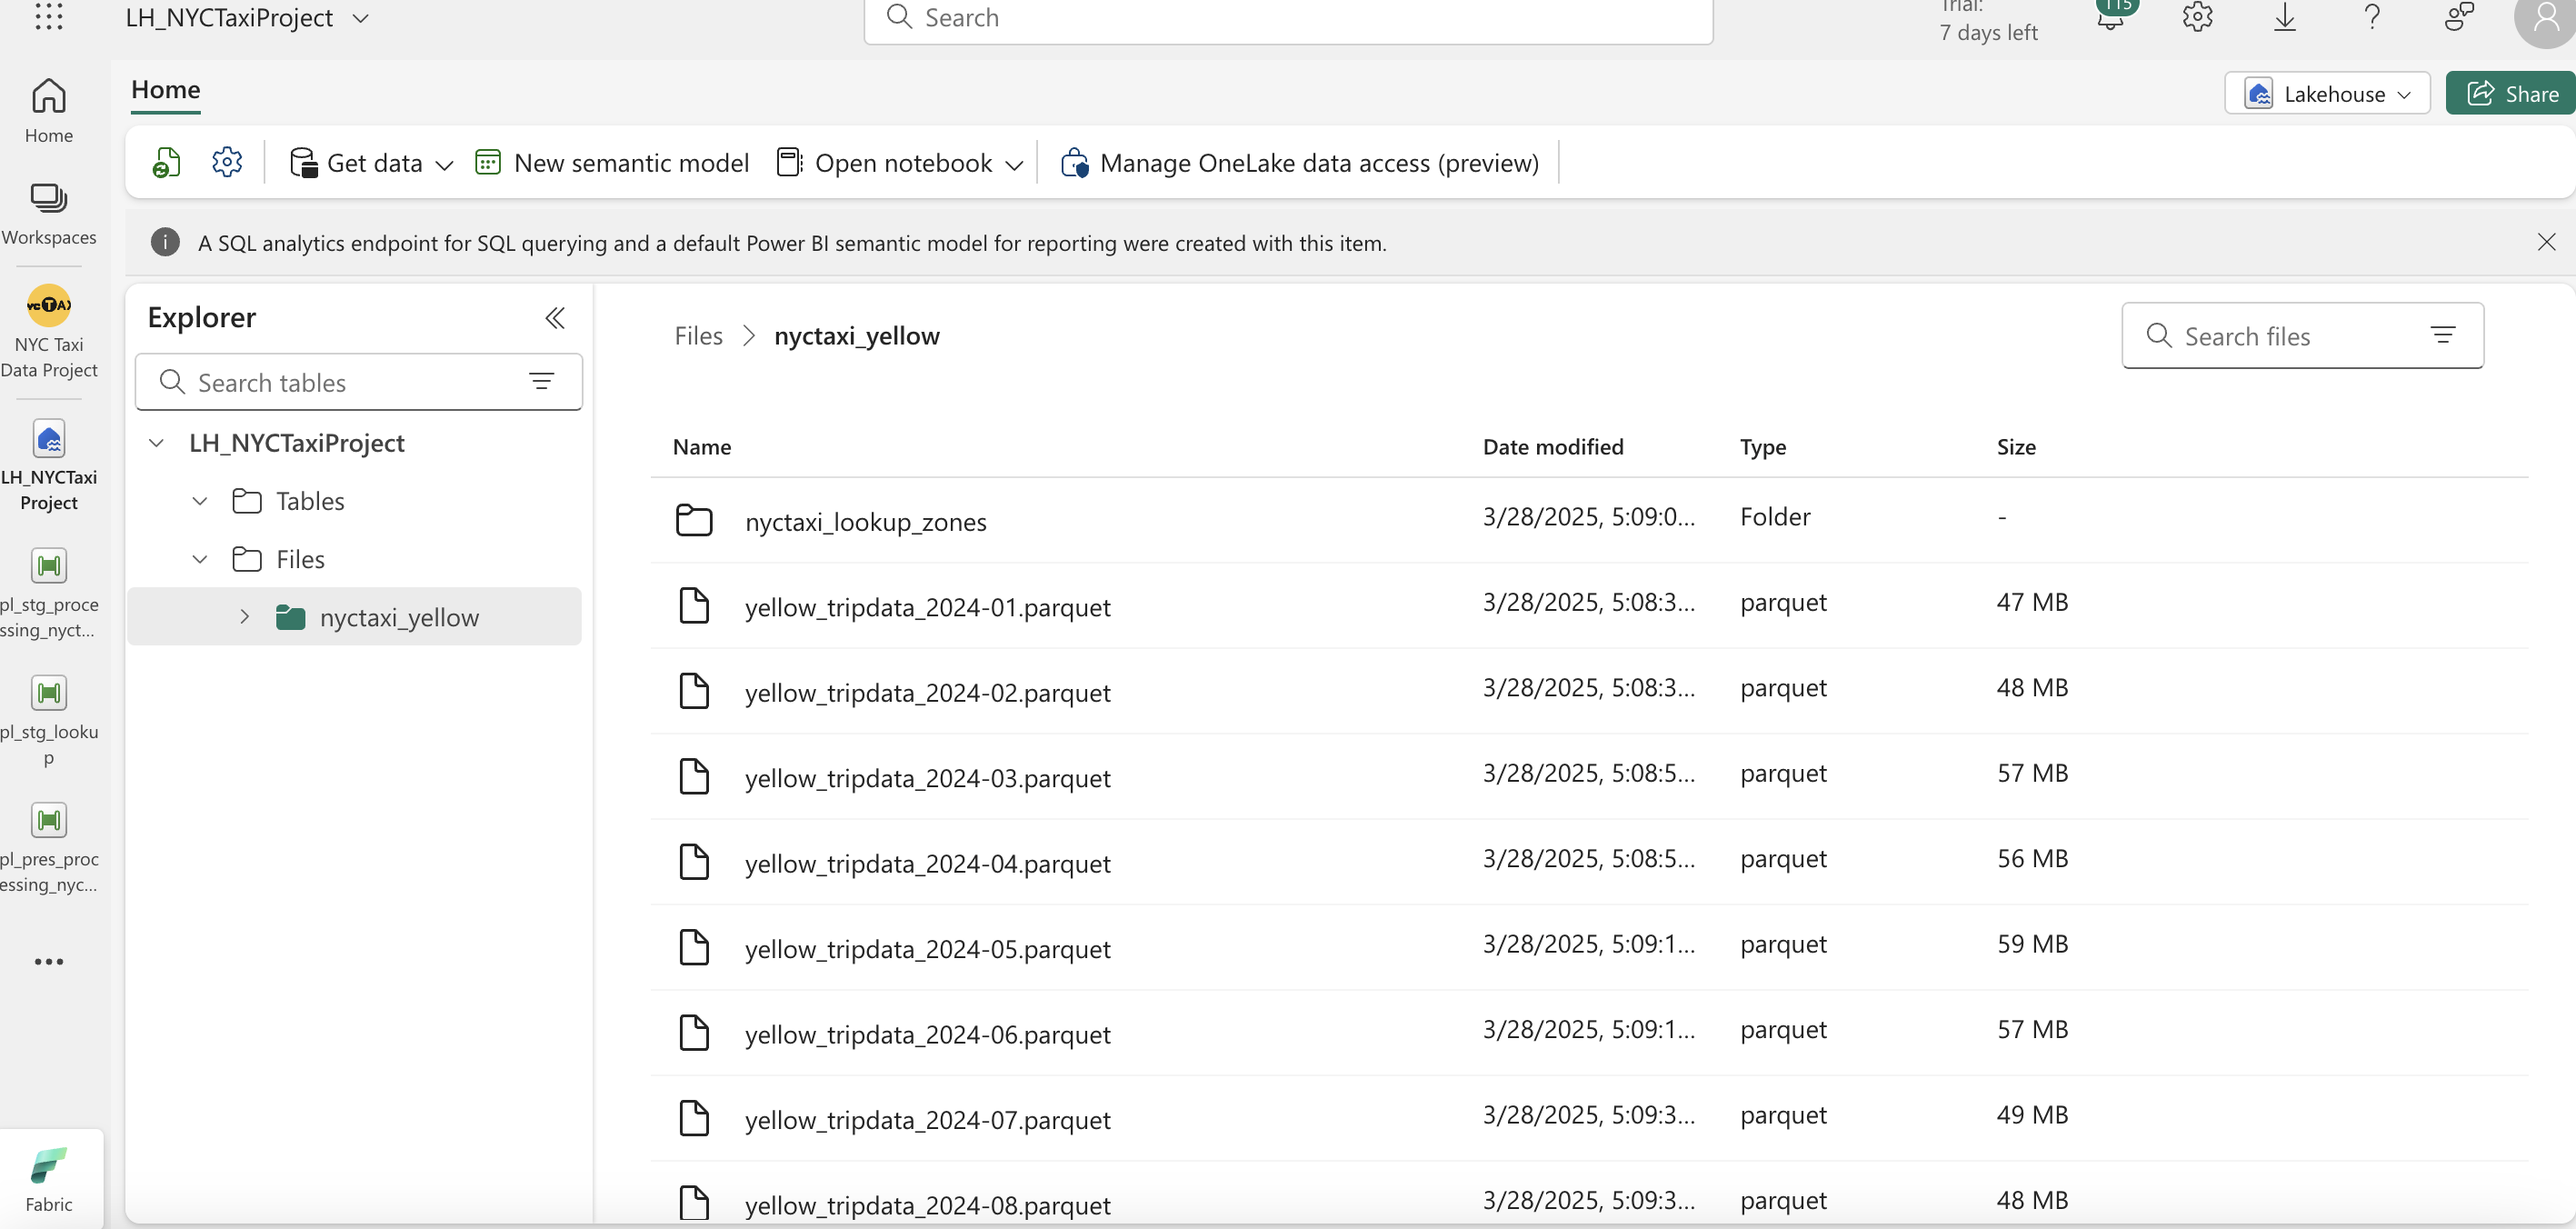 LH_NYCTaxiProject
Search
Trial:
7 days left
115
Home
Workspaces
NYC Taxi
Data Project
LH_NYCTaxi
Project
pl_stg_proce
ssing_nyct...
pl_stg_looku
p
pl_pres_proc
essing_nyc...
Fabric
Home
Lakehouse
Share
Get data
New semantic model
Open notebook
Manage OneLake data access (preview)
A SQL analytics endpoint for SQL querying and a default Power BI semantic model for reporting were created with this item.
Explorer
Search tables
LH_NYCTaxiProject
Tables
Files
nyctaxi_yellow
Files > nyctaxi_yellow
Search files
Name Date modified Type Size
nyctaxi_lookup_zones 3/28/2025, 5:09:0... Folder -
yellow_tripdata_2024-01.parquet 3/28/2025, 5:08:3... parquet 47 MB
yellow_tripdata_2024-02.parquet 3/28/2025, 5:08:3... parquet 48 MB
yellow_tripdata_2024-03.parquet 3/28/2025, 5:08:5... parquet 57 MB
yellow_tripdata_2024-04.parquet 3/28/2025, 5:08:5... parquet 56 MB
yellow_tripdata_2024-05.parquet 3/28/2025, 5:09:1... parquet 59 MB
yellow_tripdata_2024-06.parquet 3/28/2025, 5:09:1... parquet 57 MB
yellow_tripdata_2024-07.parquet 3/28/2025, 5:09:3... parquet 49 MB
yellow_tripdata_2024-08.parquet 3/28/2025, 5:09:3... parquet 48 MB